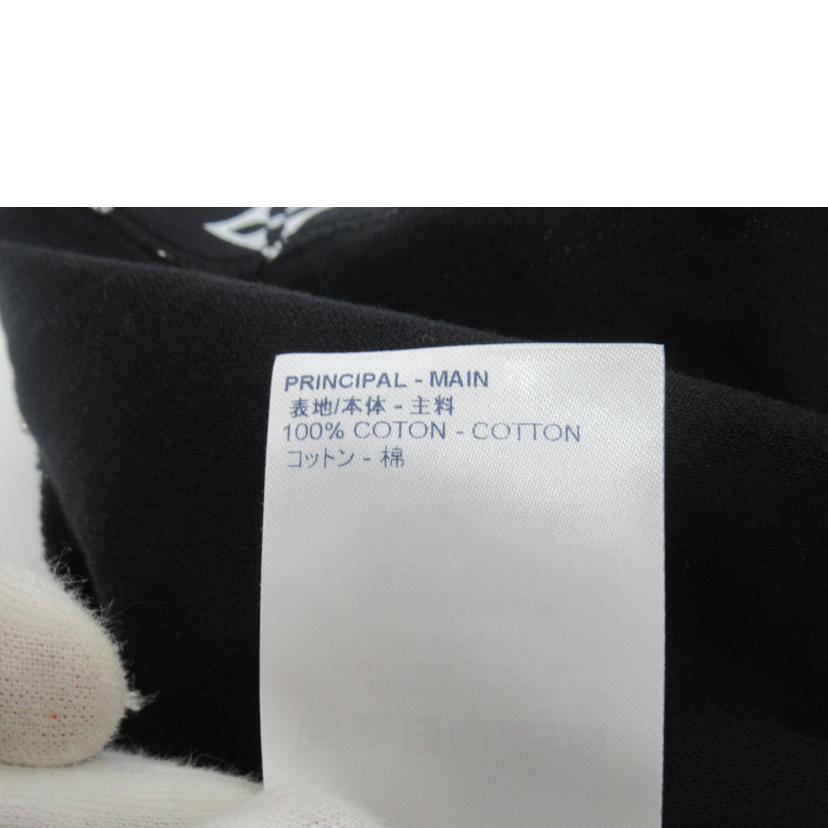 PRINCIPAL - MAIN
表地/本体 - 主料
100% COTON - COTTON
コットン - 棉